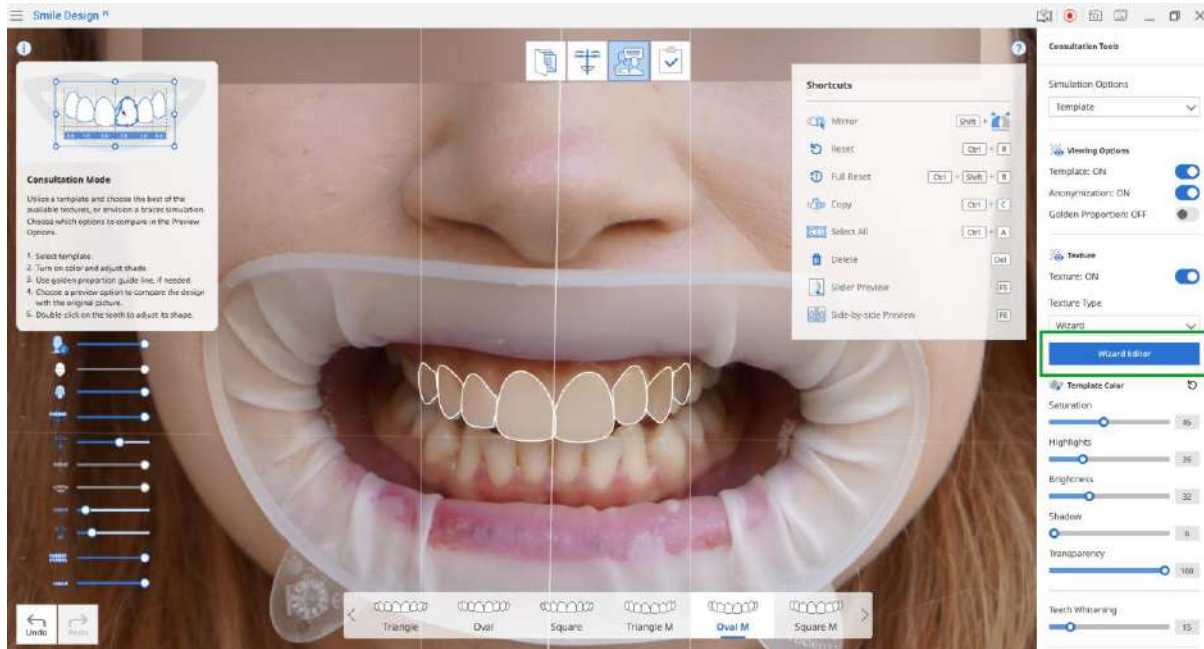 Smile Design
Consultation Mode
Utilize a template and choose the best of the
available textures, or envision a braces simulation.
Choose which options to compare in the Preview
Options.
1. Select template.
2. Turn on color and adjust shade.
3. Use golden proportion guide line, if needed.
4. Choose a preview option to compare the design
with the original picture.
5. Double-click on the tooth to adjust its shape.
Undo
Redo
Shortcuts
Mirror Shift +
Reset Ctrl + R
Full Reset Ctrl + Shift + R
Copy Ctrl + C
Select All Ctrl + A
Delete Del
Slider Preview F5
Side-by-side Preview F6
Triangle
Oval
Square
Triangle M
Oval M
Square M
Consultation Tools
Simulation Options
Template
Viewing Options
Template: ON
Anonymization: ON
Golden Proportion: OFF
Texture
Texture: ON
Texture Type
Wizard
Wizard Editor
Template Color
Saturation
45
Highlights
26
Brightness
32
Shadow
0
Transparency
100
Teeth Whitening
15